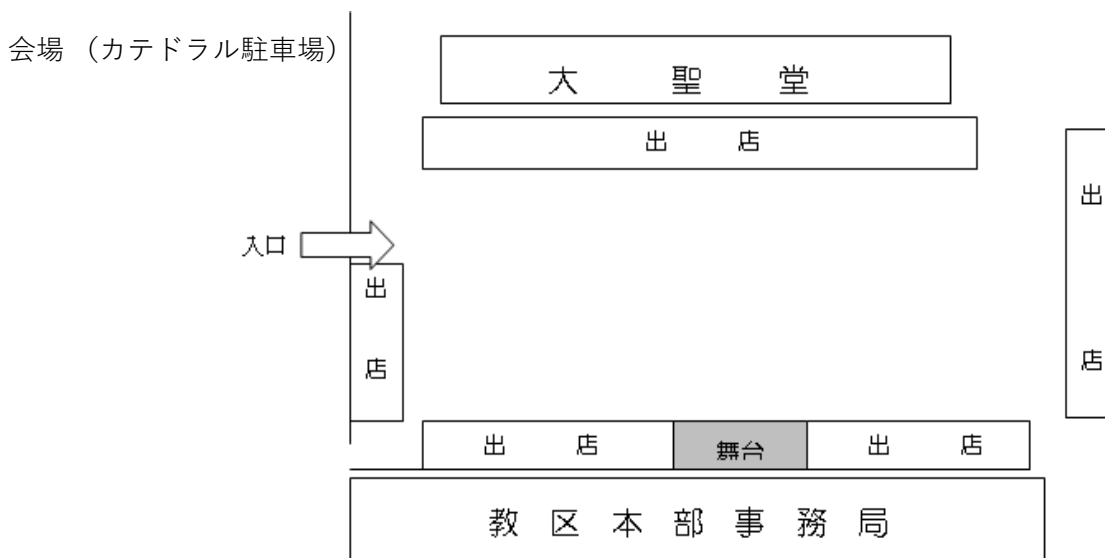 会場 (カテドラル駐車場)
大聖堂
出店
出店
入口
出店
出店
舞台
出店
教区本部事務局